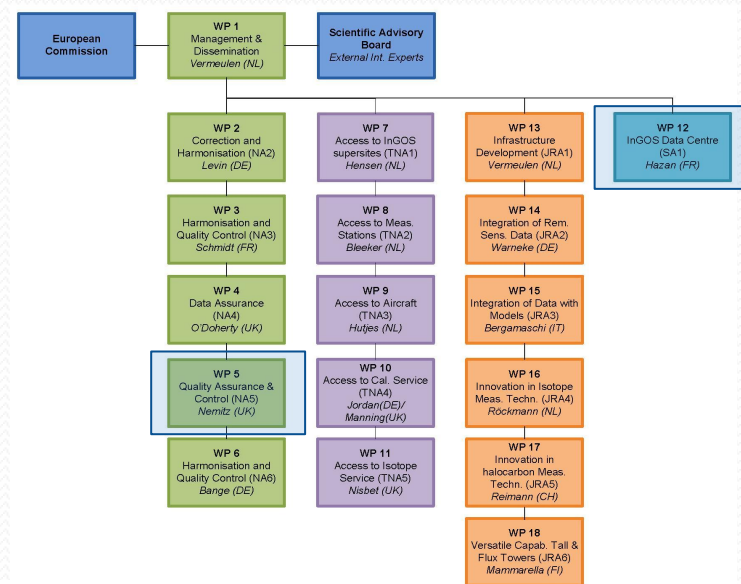 European
Commission
WP 1
Management &
Dissemination
Vermeulen (NL)
Scientific Advisory
Board
External Int. Experts
WP 2
Correction and
Harmonisation (NA2)
Levin (DE)
WP 3
Harmonisation and
Quality Control (NA3)
Schmidt (FR)
WP 4
Data Assurance
(NA4)
O'Doherty (UK)
WP 5
Quality Assurance &
Control (NA5)
Nemitz (UK)
WP 6
Harmonisation and
Quality Control (NA6)
Bange (DE)
WP 7
Access to InGOS
supersites (TNA1)
Hensen (NL)
WP 8
Access to Meas.
Stations (TNA2)
Bleeker (NL)
WP 9
Access to Aircraft
(TNA3)
Hutjes (NL)
WP 10
Access to Cal. Service
(TNA4)
Jordan(DE)/
Manning(UK)
WP 11
Access to Isotope
Service (TNA5)
Nisbet (UK)
WP 13
Infrastructure
Development (JRA1)
Vermeulen (NL)
WP 14
Integration of Rem.
Sens. Data (JRA2)
Warneke (DE)
WP 15
Integration of Data with
Models (JRA3)
Bergamaschi (IT)
WP 16
Innovation in Isotope
Meas. Techn. (JRA4)
Röckmann (NL)
WP 17
Innovation in
halocarbon Meas.
Techn. (JRA5)
Reimann (CH)
WP 18
Versatile Capab. Tall &
Flux Towers (JRA6)
Mammarella (FI)
WP 12
InGOS Data Centre
(SA1)
Hazan (FR)